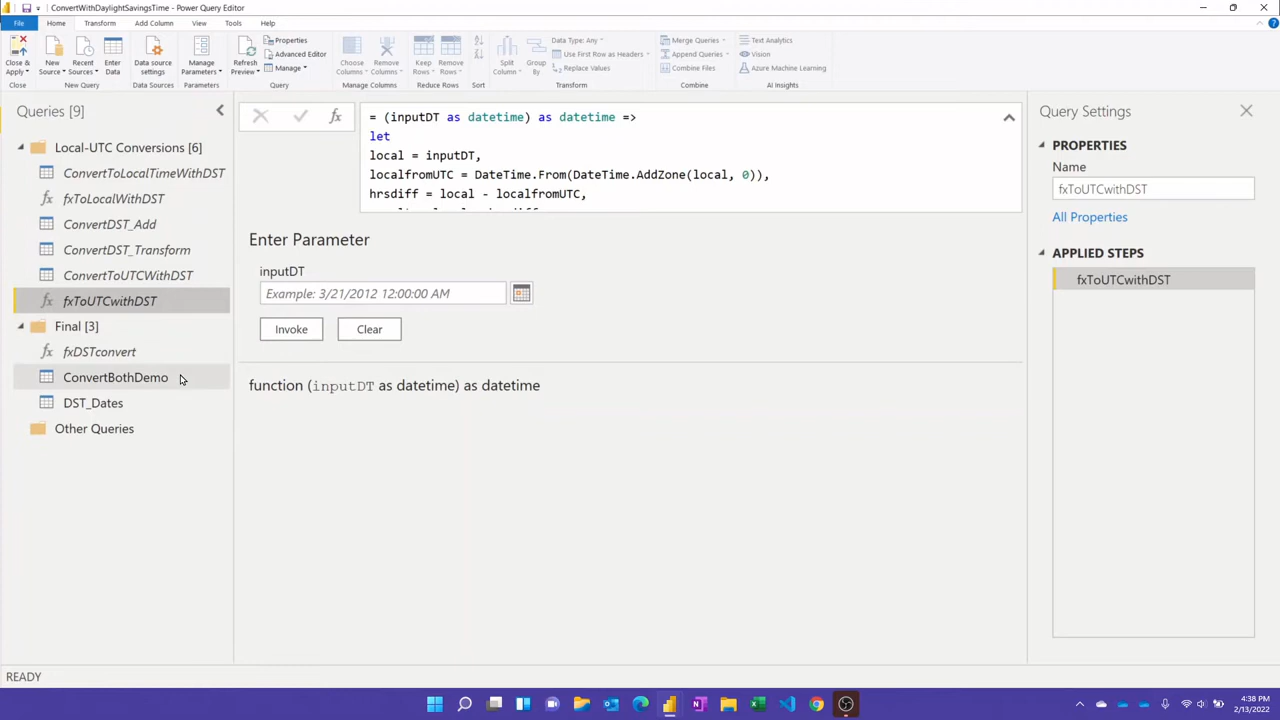 ConvertWithDaylightSavingsTime - Power Query Editor
File Home Transform Add Column View Tools Help
Close & Apply
New Source
Recent Sources
Enter Data
Data source settings
Manage Parameters
Refresh Preview
Properties
Advanced Editor
Manage
Choose Columns
Remove Columns
Keep Rows
Remove Rows
Split Column
Group By
Data Type: Any
Use First Row as Headers
Replace Values
Merge Queries
Append Queries
Combine Files
Text Analytics
Vision
Azure Machine Learning
Close New Query Data Sources Parameters Query Manage Columns Reduce Rows Sort Transform Combine AI Insights
Queries [9]
Local-UTC Conversions [6]
ConvertToLocalTimeWithDST
fx fxToLocalWithDST
ConvertDST_Add
ConvertDST_Transform
ConvertToUTCWithDST
fx fxToUTCwithDST
Final [3]
fx fxDSTconvert
ConvertBothDemo
DST_Dates
Other Queries
fx
= (inputDT as datetime) as datetime =>
let
local = inputDT,
localfromUTC = DateTime.From(DateTime.AddZone(local, 0)),
hrsdiff = local - localfromUTC,
Enter Parameter
inputDT
Example: 3/21/2012 12:00:00 AM
Invoke Clear
function (inputDT as datetime) as datetime
Query Settings
PROPERTIES
Name
fxToUTCwithDST
All Properties
APPLIED STEPS
fxToUTCwithDST
READY
4:38 PM
2/13/2022